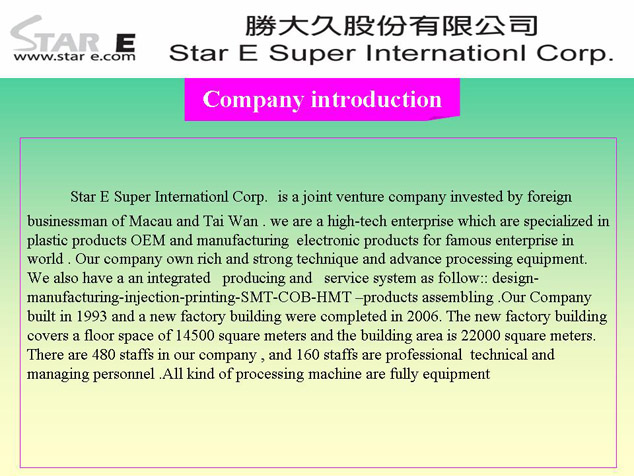 STAR E
www.star e.com
勝大久股份有限公司
Star E Super Internationl Corp.
Company introduction
Star E Super Internationl Corp. is a joint venture company invested by foreign
businessman of Macau and Tai Wan . we are a high-tech enterprise which are specialized in
plastic products OEM and manufacturing electronic products for famous enterprise in
world . Our company own rich and strong technique and advance processing equipment.
We also have a an integrated producing and service system as follow:: design-
manufacturing-injection-printing-SMT-COB-HMT –products assembling .Our Company
built in 1993 and a new factory building were completed in 2006. The new factory building
covers a floor space of 14500 square meters and the building area is 22000 square meters.
There are 480 staffs in our company , and 160 staffs are professional technical and
managing personnel .All kind of processing machine are fully equipment